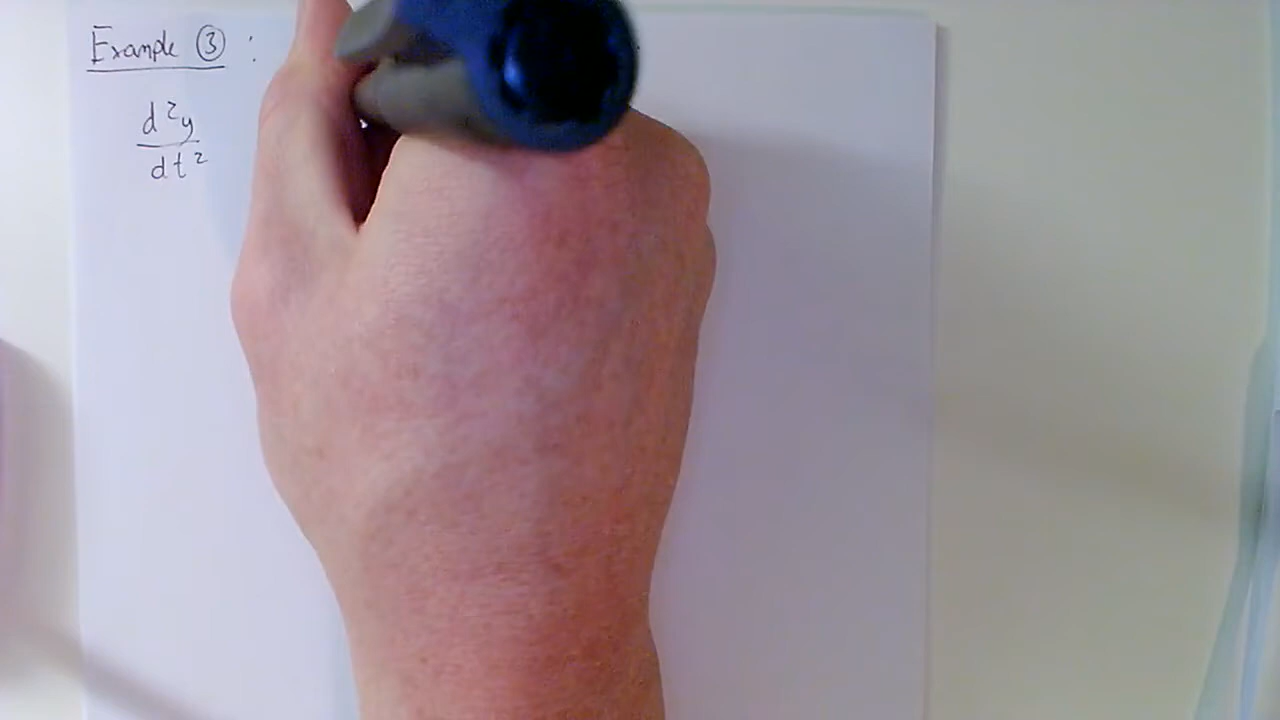 Example ③ :
d²y
dt²